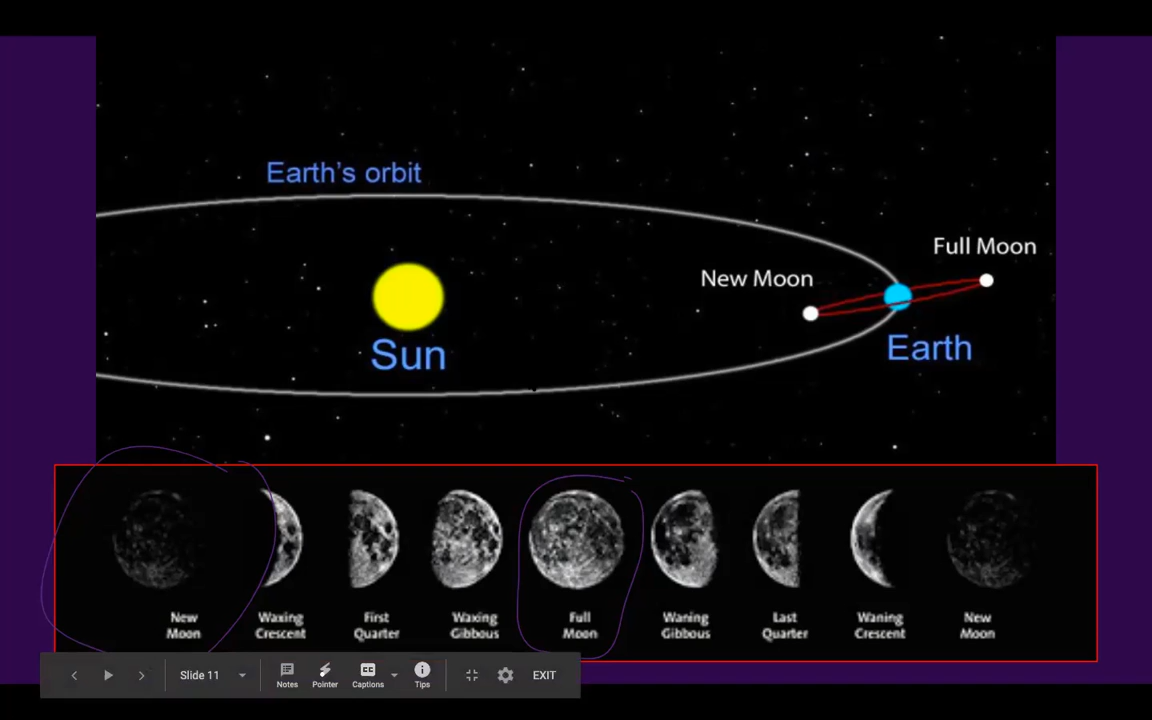 Earth's orbit
Full Moon
New Moon
Earth
Sun
New
Moon
Waxing
Crescent
First
Quarter
Waxing
Gibbous
Full
Moon
Waning
Gibbous
Last
Quarter
Waning
Crescent
New
Moon
Slide 11
Notes
Pointer
CC
Captions
Tips
EXIT